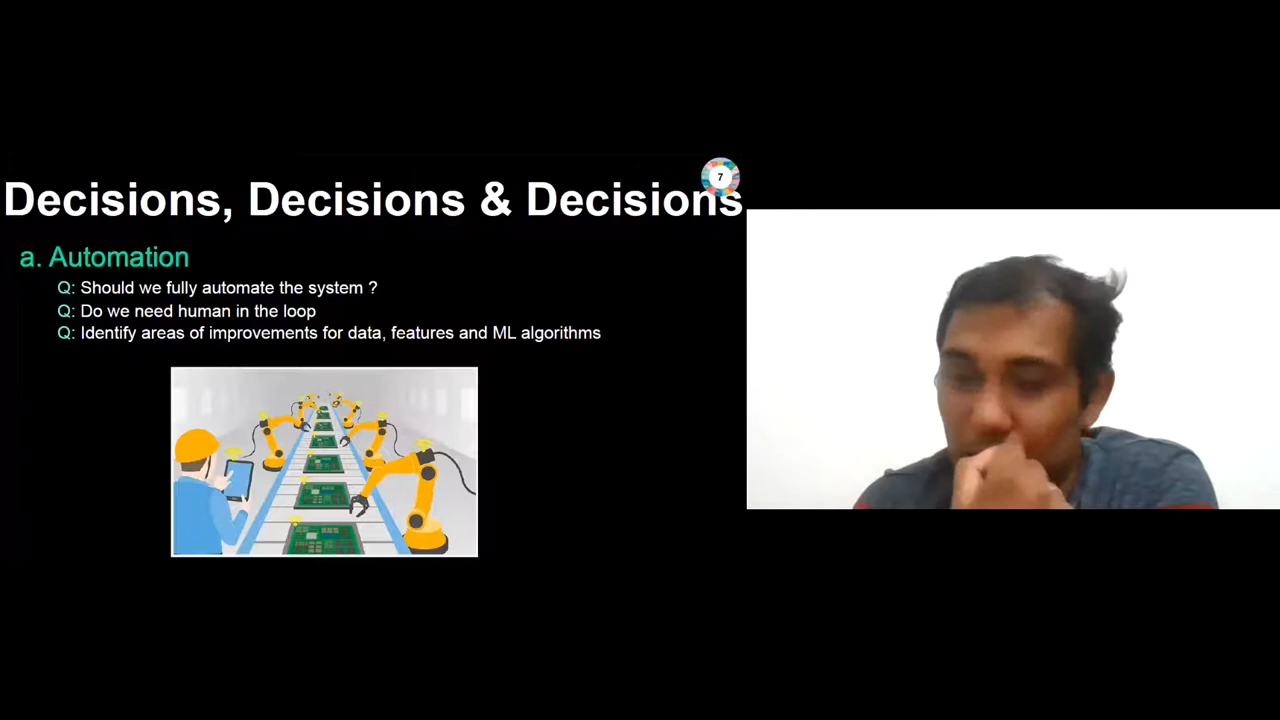 7
Decisions, Decisions & Decisions
a. Automation
Q: Should we fully automate the system ?
Q: Do we need human in the loop
Q: Identify areas of improvements for data, features and ML algorithms